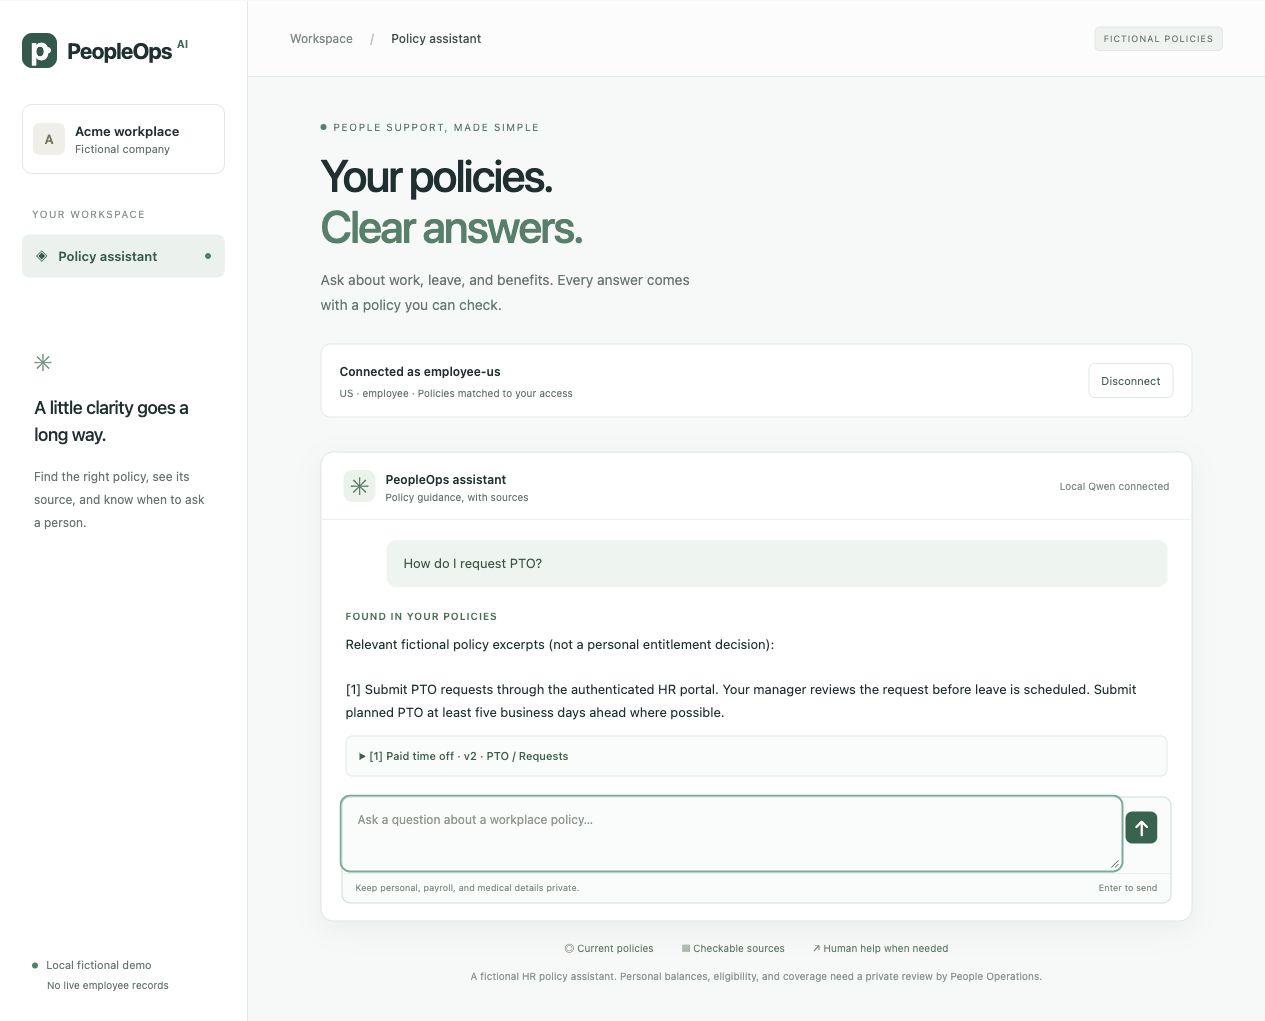 PeopleOps AI
A
Acme workplace
Fictional company
YOUR WORKSPACE
Policy assistant
A little clarity goes a
long way.
Find the right policy, see its
source, and know when to ask
a person.
Local fictional demo
No live employee records
Workspace / Policy assistant
FICTIONAL POLICIES
PEOPLE SUPPORT, MADE SIMPLE
Your policies.
Clear answers.
Ask about work, leave, and benefits. Every answer comes
with a policy you can check.
Connected as employee-us
US · employee · Policies matched to your access
Disconnect
PeopleOps assistant
Policy guidance, with sources
Local Qwen connected
How do I request PTO?
FOUND IN YOUR POLICIES
Relevant fictional policy excerpts (not a personal entitlement decision):
[1] Submit PTO requests through the authenticated HR portal. Your manager reviews the request before leave is scheduled. Submit
planned PTO at least five business days ahead where possible.
[1] Paid time off · v2 · PTO / Requests
Ask a question about a workplace policy...
Keep personal, payroll, and medical details private.
Enter to send
Current policies
Checkable sources
Human help when needed
A fictional HR policy assistant. Personal balances, eligibility, and coverage need a private review by People Operations.